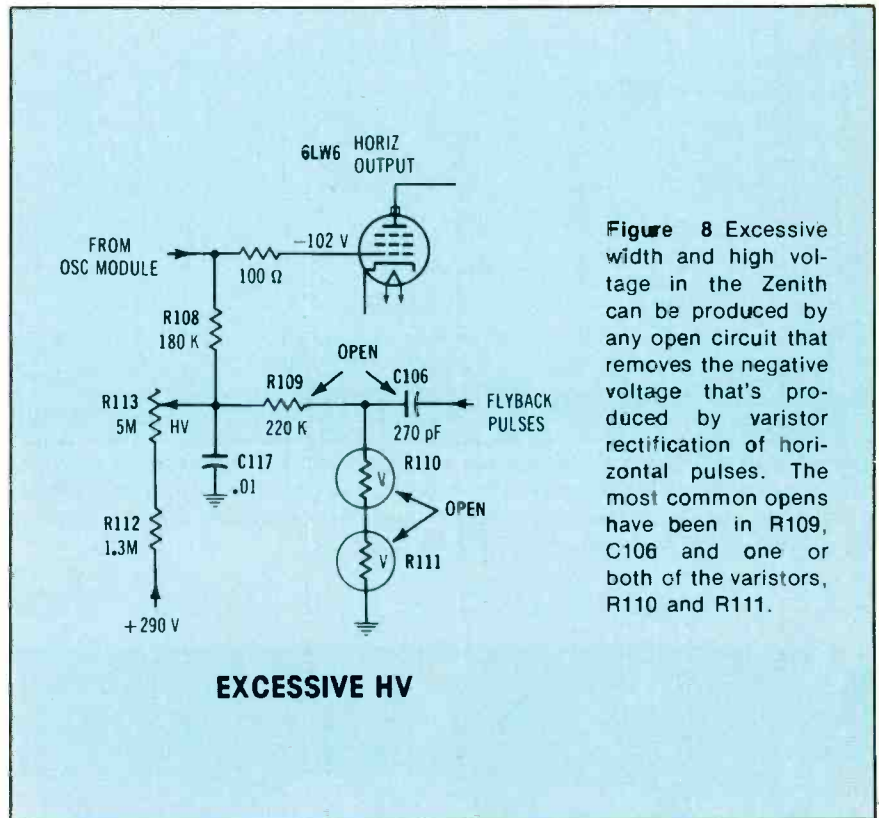 6LW6 HORIZ
OUTPUT
FROM
OSC MODULE
−102 V
100 Ω
R108
180 K
OPEN
R109
220 K
C106
270 pF
FLYBACK
PULSES
R113
5M
HV
C117
.01
R110
V
OPEN
V
R111
R112
1.3M
+290 V
EXCESSIVE HV
Figure 8 Excessive
width and high vol-
tage in the Zenith
can be produced by
any open circuit that
removes the negative
voltage that's pro-
duced by varistor
rectification of hori-
zontal pulses. The
most common opens
have been in R109,
C106 and one or
both of the varistors,
R110 and R111.